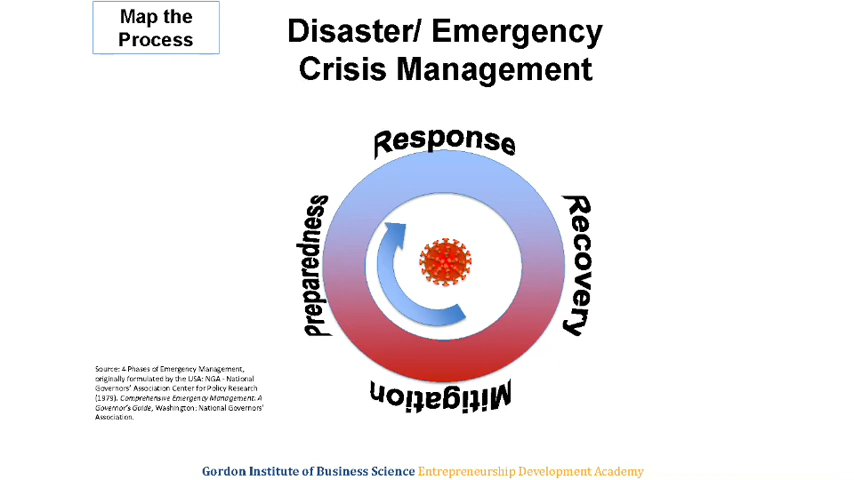 Map the
Process
Disaster/ Emergency
Crisis Management
Response
Preparedness
Recovery
Mitigation
Source: 4 Phases of Emergency Management,
originally formulated by the USA: NGA - National
Governors' Association Center for Policy Research
(1979). Comprehensive Emergency Management: A
Governor's Guide, Washington: National Governors'
Association.
Gordon Institute of Business Science Entrepreneurship Development Academy